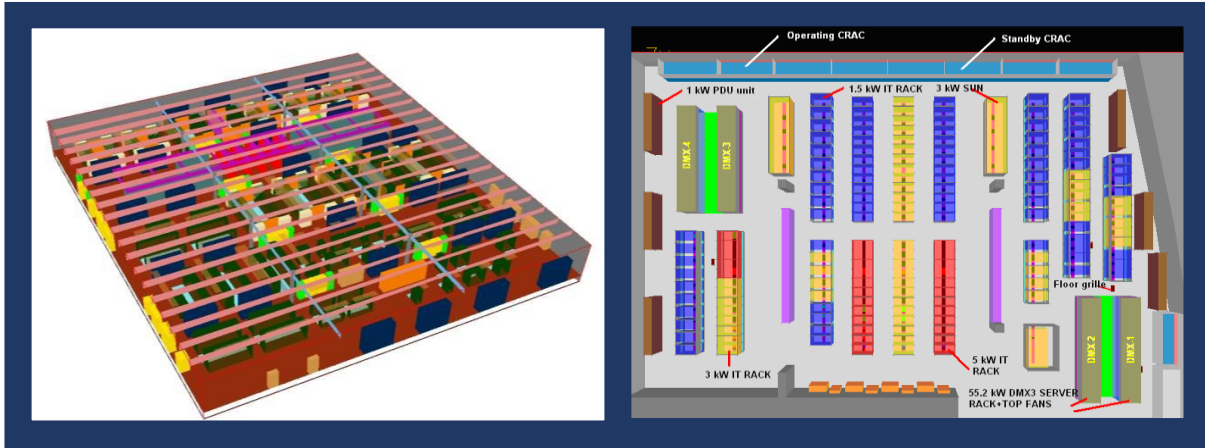 Operating CRAC
Standby CRAC
1 kW PDU unit
1.5 kW IT RACK
3 kW SUN
DMX4
DMX3
Floor grille
3 kW IT RACK
5 kW IT
RACK
DMX2
DMX1
55.2 kW DMX3 SERVER
RACK+TOP FANS